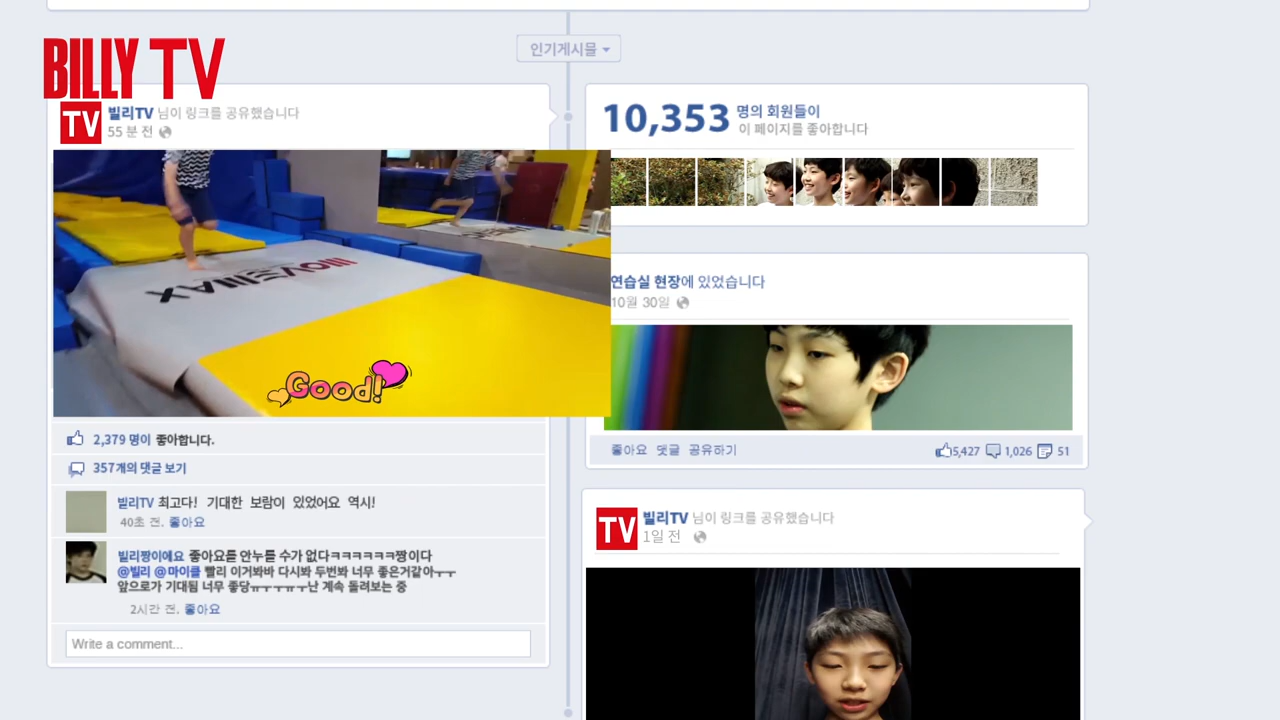 인기게시물
BILLY TV
TV
빌리TV 님이 링크를 공유했습니다
55 분 전
MOVEMAX
Good!
2,379 명이 좋아합니다.
357개의 댓글 보기
빌리TV 최고다! 기대한 보람이 있었어요 역시!
40초 전. 좋아요
빌리짱이예요 좋아요를 안누를 수가 없다ㅋㅋㅋㅋㅋㅋ짱이다
@빌리 @마이클 빨리 이거봐바 다시봐 두번봐 너무 좋은거같아ㅜㅜ
앞으로가 기대됨 너무 좋당ㅠㅜㅜㅠㅜ난 계속 돌려보는 중
2시간 전. 좋아요
Write a comment...
10,353 명의 회원들이
이 페이지를 좋아합니다
연습실 현장에 있었습니다
10월 30일
좋아요 댓글 공유하기
5,427 1,026 51
TV
빌리TV 님이 링크를 공유했습니다
1일 전